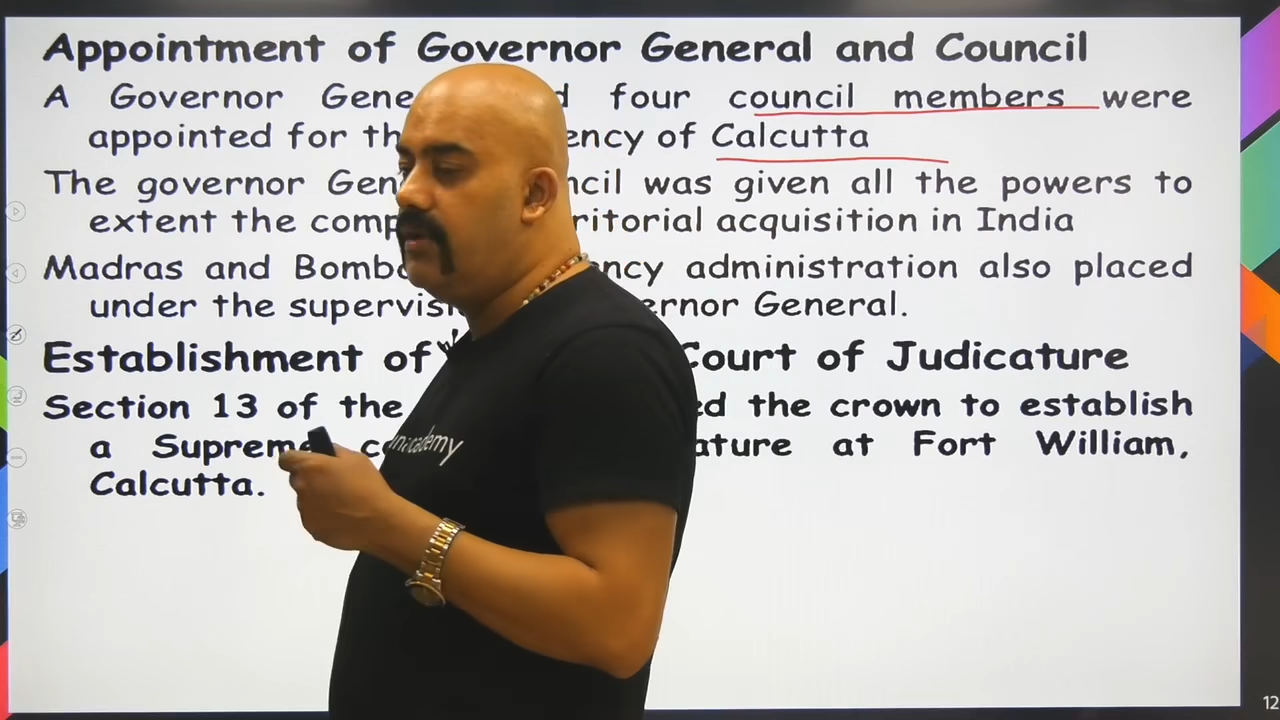 Appointment of Governor General and Council
A Governor Gene four council members were
appointed for th ency of Calcutta
The governor Gen ncil was given all the powers to
extent the comp ritorial acquisition in India
Madras and Bomb ncy administration also placed
under the supervis ernor General.
Establishment of Court of Judicature
Section 13 of the ed the crown to establish
a Supreme ature at Fort William,
Calcutta.
unacademy
12